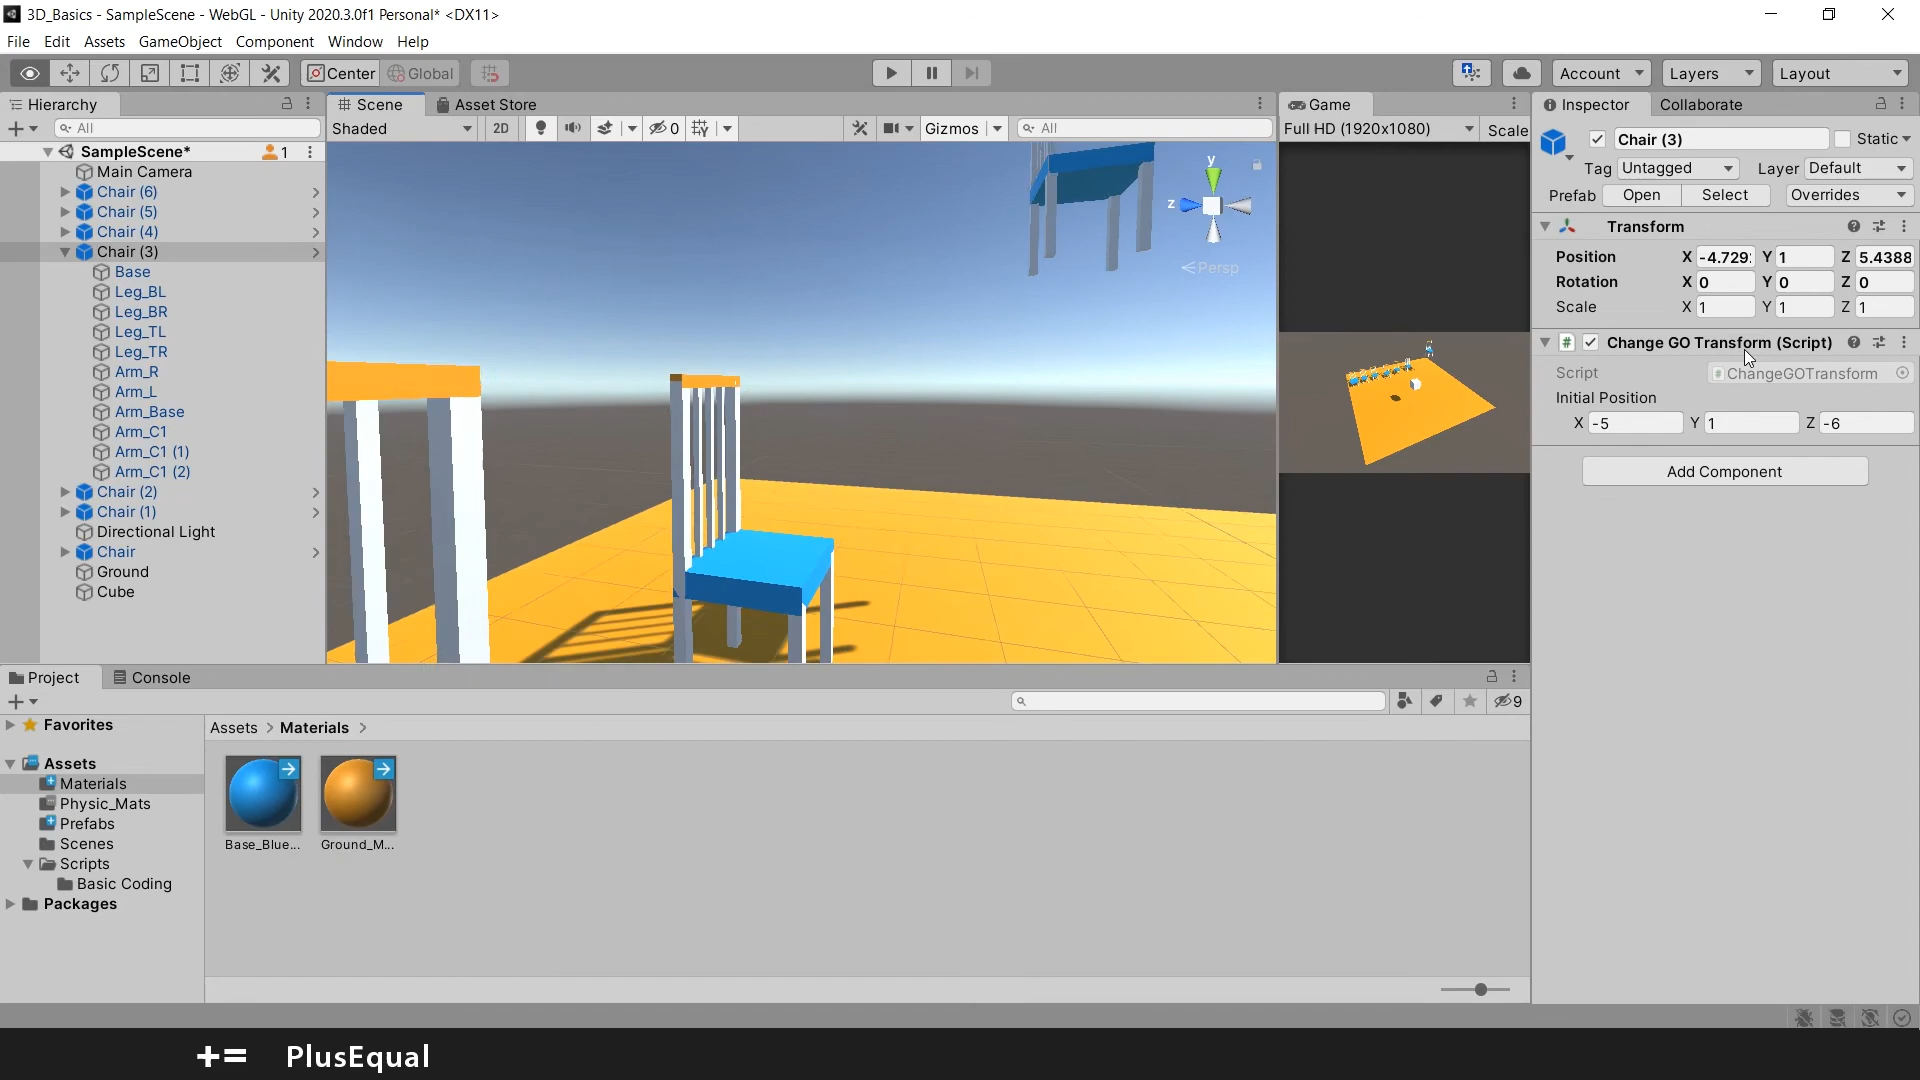 3D_Basics - SampleScene - WebGL - Unity 2020.3.0f1 Personal* <DX11>
File Edit Assets GameObject Component Window Help
Center Global Account Layers Layout
Hierarchy
All
SampleScene* 1
Main Camera
Chair (6)
Chair (5)
Chair (4)
Chair (3)
Base
Leg_BL
Leg_BR
Leg_TL
Leg_TR
Arm_R
Arm_L
Arm_Base
Arm_C1
Arm_C1 (1)
Arm_C1 (2)
Chair (2)
Chair (1)
Directional Light
Chair
Ground
Cube
Scene Asset Store
Shaded 2D 0 Gizmos All
y
z
Persp
Game
Full HD (1920x1080) Scale
Inspector Collaborate
Chair (3) Static
Tag Untagged Layer Default
Prefab Open Select Overrides
Transform
Position X -4.729 Y 1 Z 5.4388
Rotation X 0 Y 0 Z 0
Scale X 1 Y 1 Z 1
# Change GO Transform (Script)
Script # ChangeGOTransform
Initial Position
X -5 Y 1 Z -6
Add Component
Project Console
9
Favorites
Assets
Materials
Physic_Mats
Prefabs
Scenes
Scripts
Basic Coding
Packages
Assets > Materials >
Base_Blue... Ground_M...
+= PlusEqual